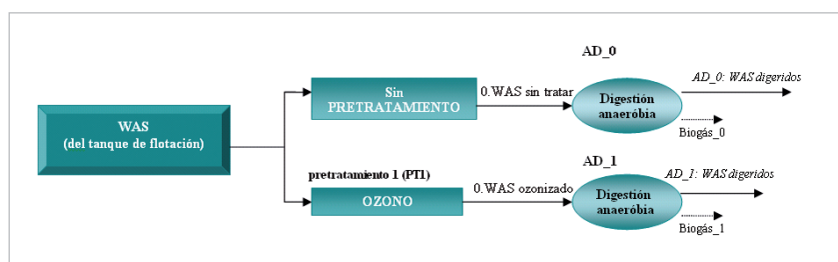 AD_0
Sin
PRETRATAMIENTO
0.WAS sin tratar
Digestión
anaeróbia
AD_0: WAS digeridos
Biogás_0
WAS
(del tanque de flotación)
pretratamiento 1 (PT1)
OZONO
0.WAS ozonizado
AD_1
Digestión
anaeróbia
AD_1: WAS digeridos
Biogás_1